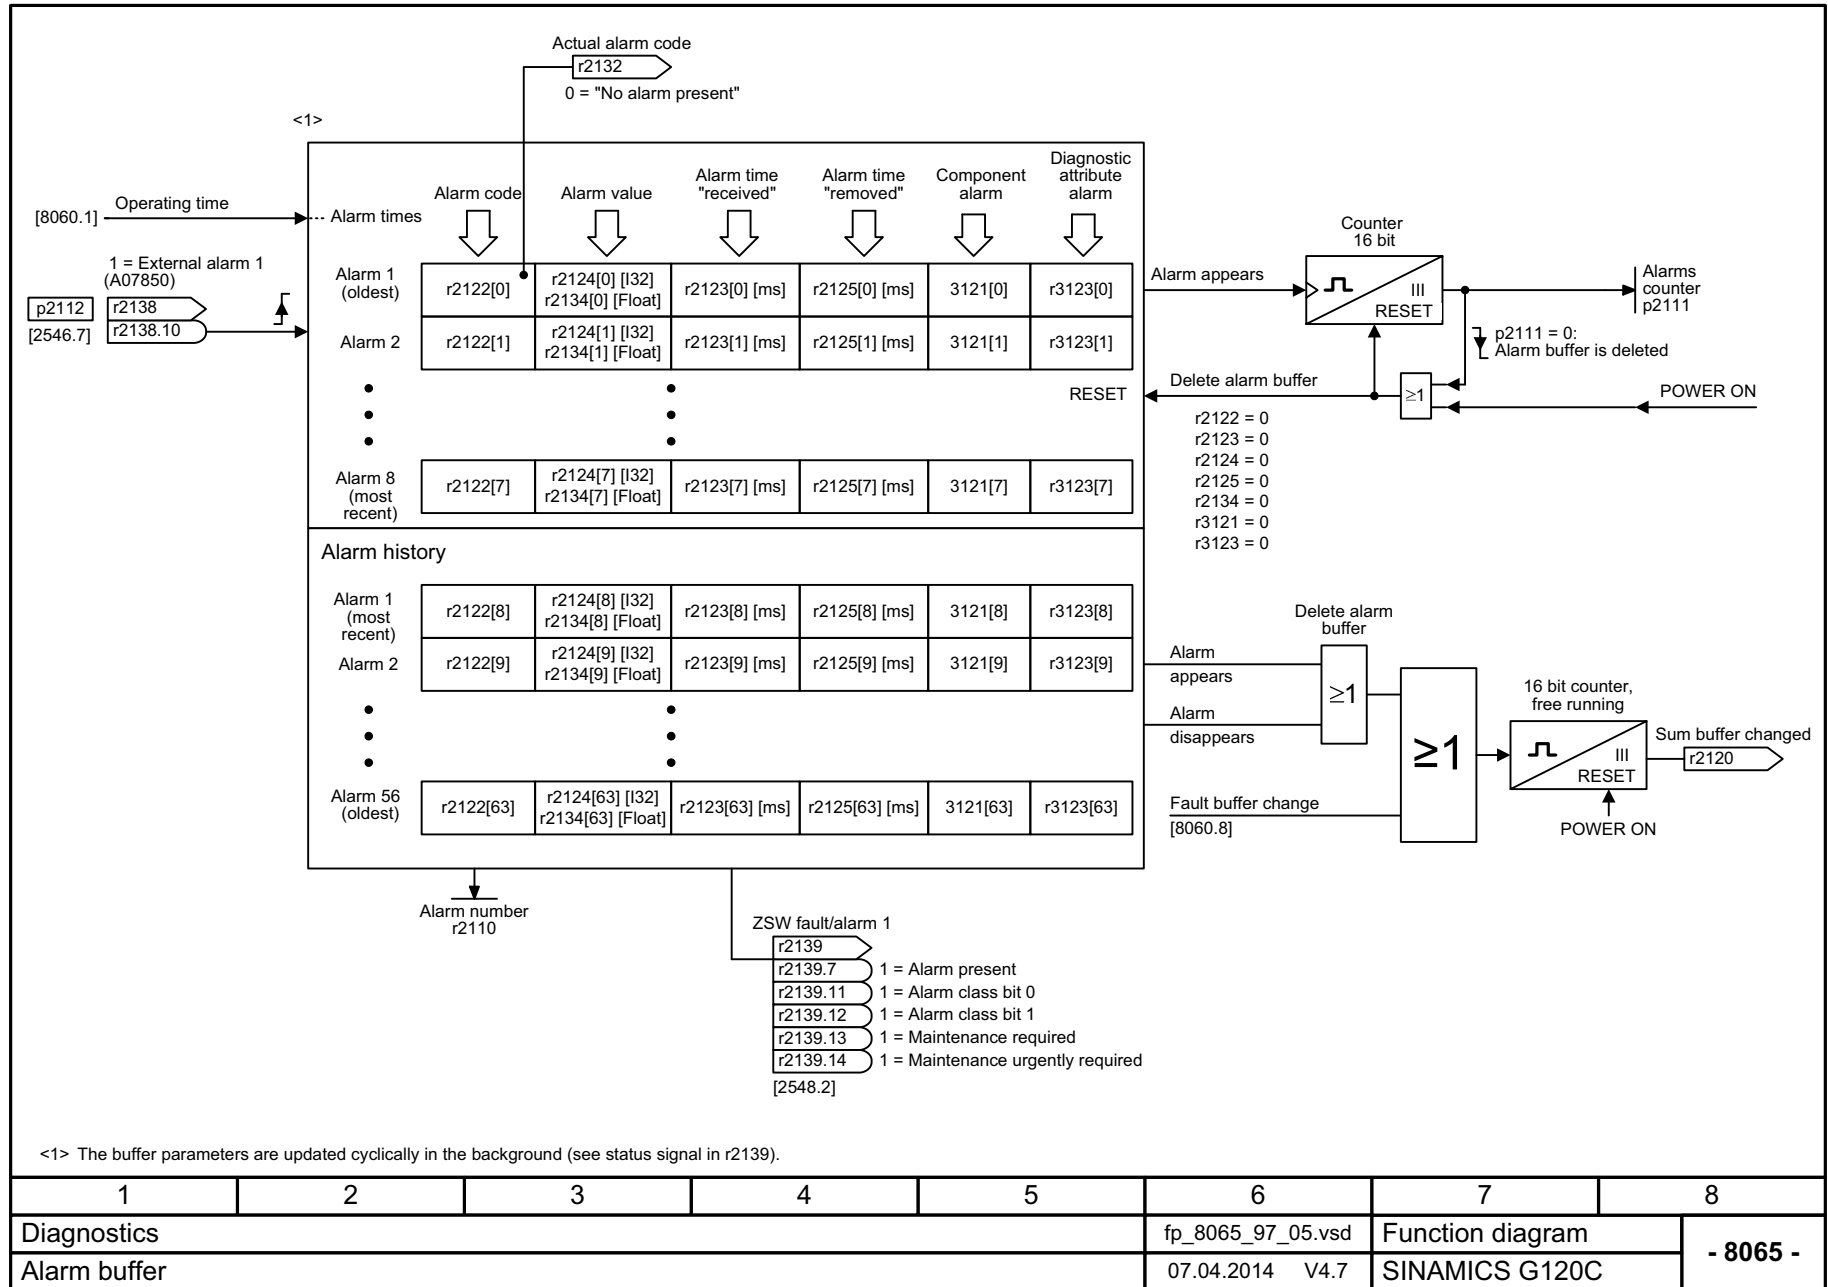 Actual alarm code
r2132
0 = "No alarm present"
<1>
[8060.1]
Operating time
Alarm times
Alarm code
Alarm value
Alarm time
"received"
Alarm time
"removed"
Component
alarm
Diagnostic
attribute
alarm
1 = External alarm 1
(A07850)
p2112
r2138
[2546.7]
r2138.10
Alarm 1
(oldest)
r2122[0]
r2124[0] [I32]
r2134[0] [Float]
r2123[0] [ms]
r2125[0] [ms]
3121[0]
r3123[0]
Alarm 2
r2122[1]
r2124[1] [I32]
r2134[1] [Float]
r2123[1] [ms]
r2125[1] [ms]
3121[1]
r3123[1]
RESET
Alarm 8
(most
recent)
r2122[7]
r2124[7] [I32]
r2134[7] [Float]
r2123[7] [ms]
r2125[7] [ms]
3121[7]
r3123[7]
Alarm appears
Counter
16 bit
III
RESET
Alarms
counter
p2111
p2111 = 0:
Alarm buffer is deleted
Delete alarm buffer
≥1
POWER ON
r2122 = 0
r2123 = 0
r2124 = 0
r2125 = 0
r2134 = 0
r3121 = 0
r3123 = 0
Alarm history
Alarm 1
(most
recent)
r2122[8]
r2124[8] [I32]
r2134[8] [Float]
r2123[8] [ms]
r2125[8] [ms]
3121[8]
r3123[8]
Alarm 2
r2122[9]
r2124[9] [I32]
r2134[9] [Float]
r2123[9] [ms]
r2125[9] [ms]
3121[9]
r3123[9]
Alarm 56
(oldest)
r2122[63]
r2124[63] [I32]
r2134[63] [Float]
r2123[63] [ms]
r2125[63] [ms]
3121[63]
r3123[63]
Delete alarm
buffer
Alarm
appears
Alarm
disappears
≥1
≥1
Fault buffer change
[8060.8]
16 bit counter,
free running
III
RESET
POWER ON
Sum buffer changed
r2120
Alarm number
r2110
ZSW fault/alarm 1
r2139
r2139.7 1 = Alarm present
r2139.11 1 = Alarm class bit 0
r2139.12 1 = Alarm class bit 1
r2139.13 1 = Maintenance required
r2139.14 1 = Maintenance urgently required
[2548.2]
<1> The buffer parameters are updated cyclically in the background (see status signal in r2139).
1 2 3 4 5 6 7 8
Diagnostics
fp_8065_97_05.vsd
Function diagram
- 8065 -
Alarm buffer
07.04.2014 V4.7
SINAMICS G120C